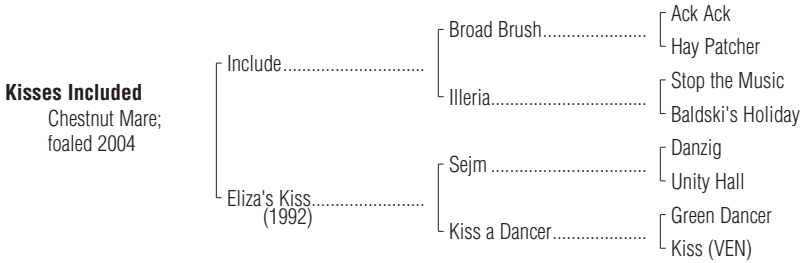 Ack Ack
Broad Brush......................
Hay Patcher
Include.............................
Stop the Music
Illeria................................
Baldski's Holiday
Kisses Included
Chestnut Mare;
foaled 2004
Danzig
Sejm ................................
Unity Hall
Eliza's Kiss.......................
(1992)
Green Dancer
Kiss a Dancer...................
Kiss (VEN)